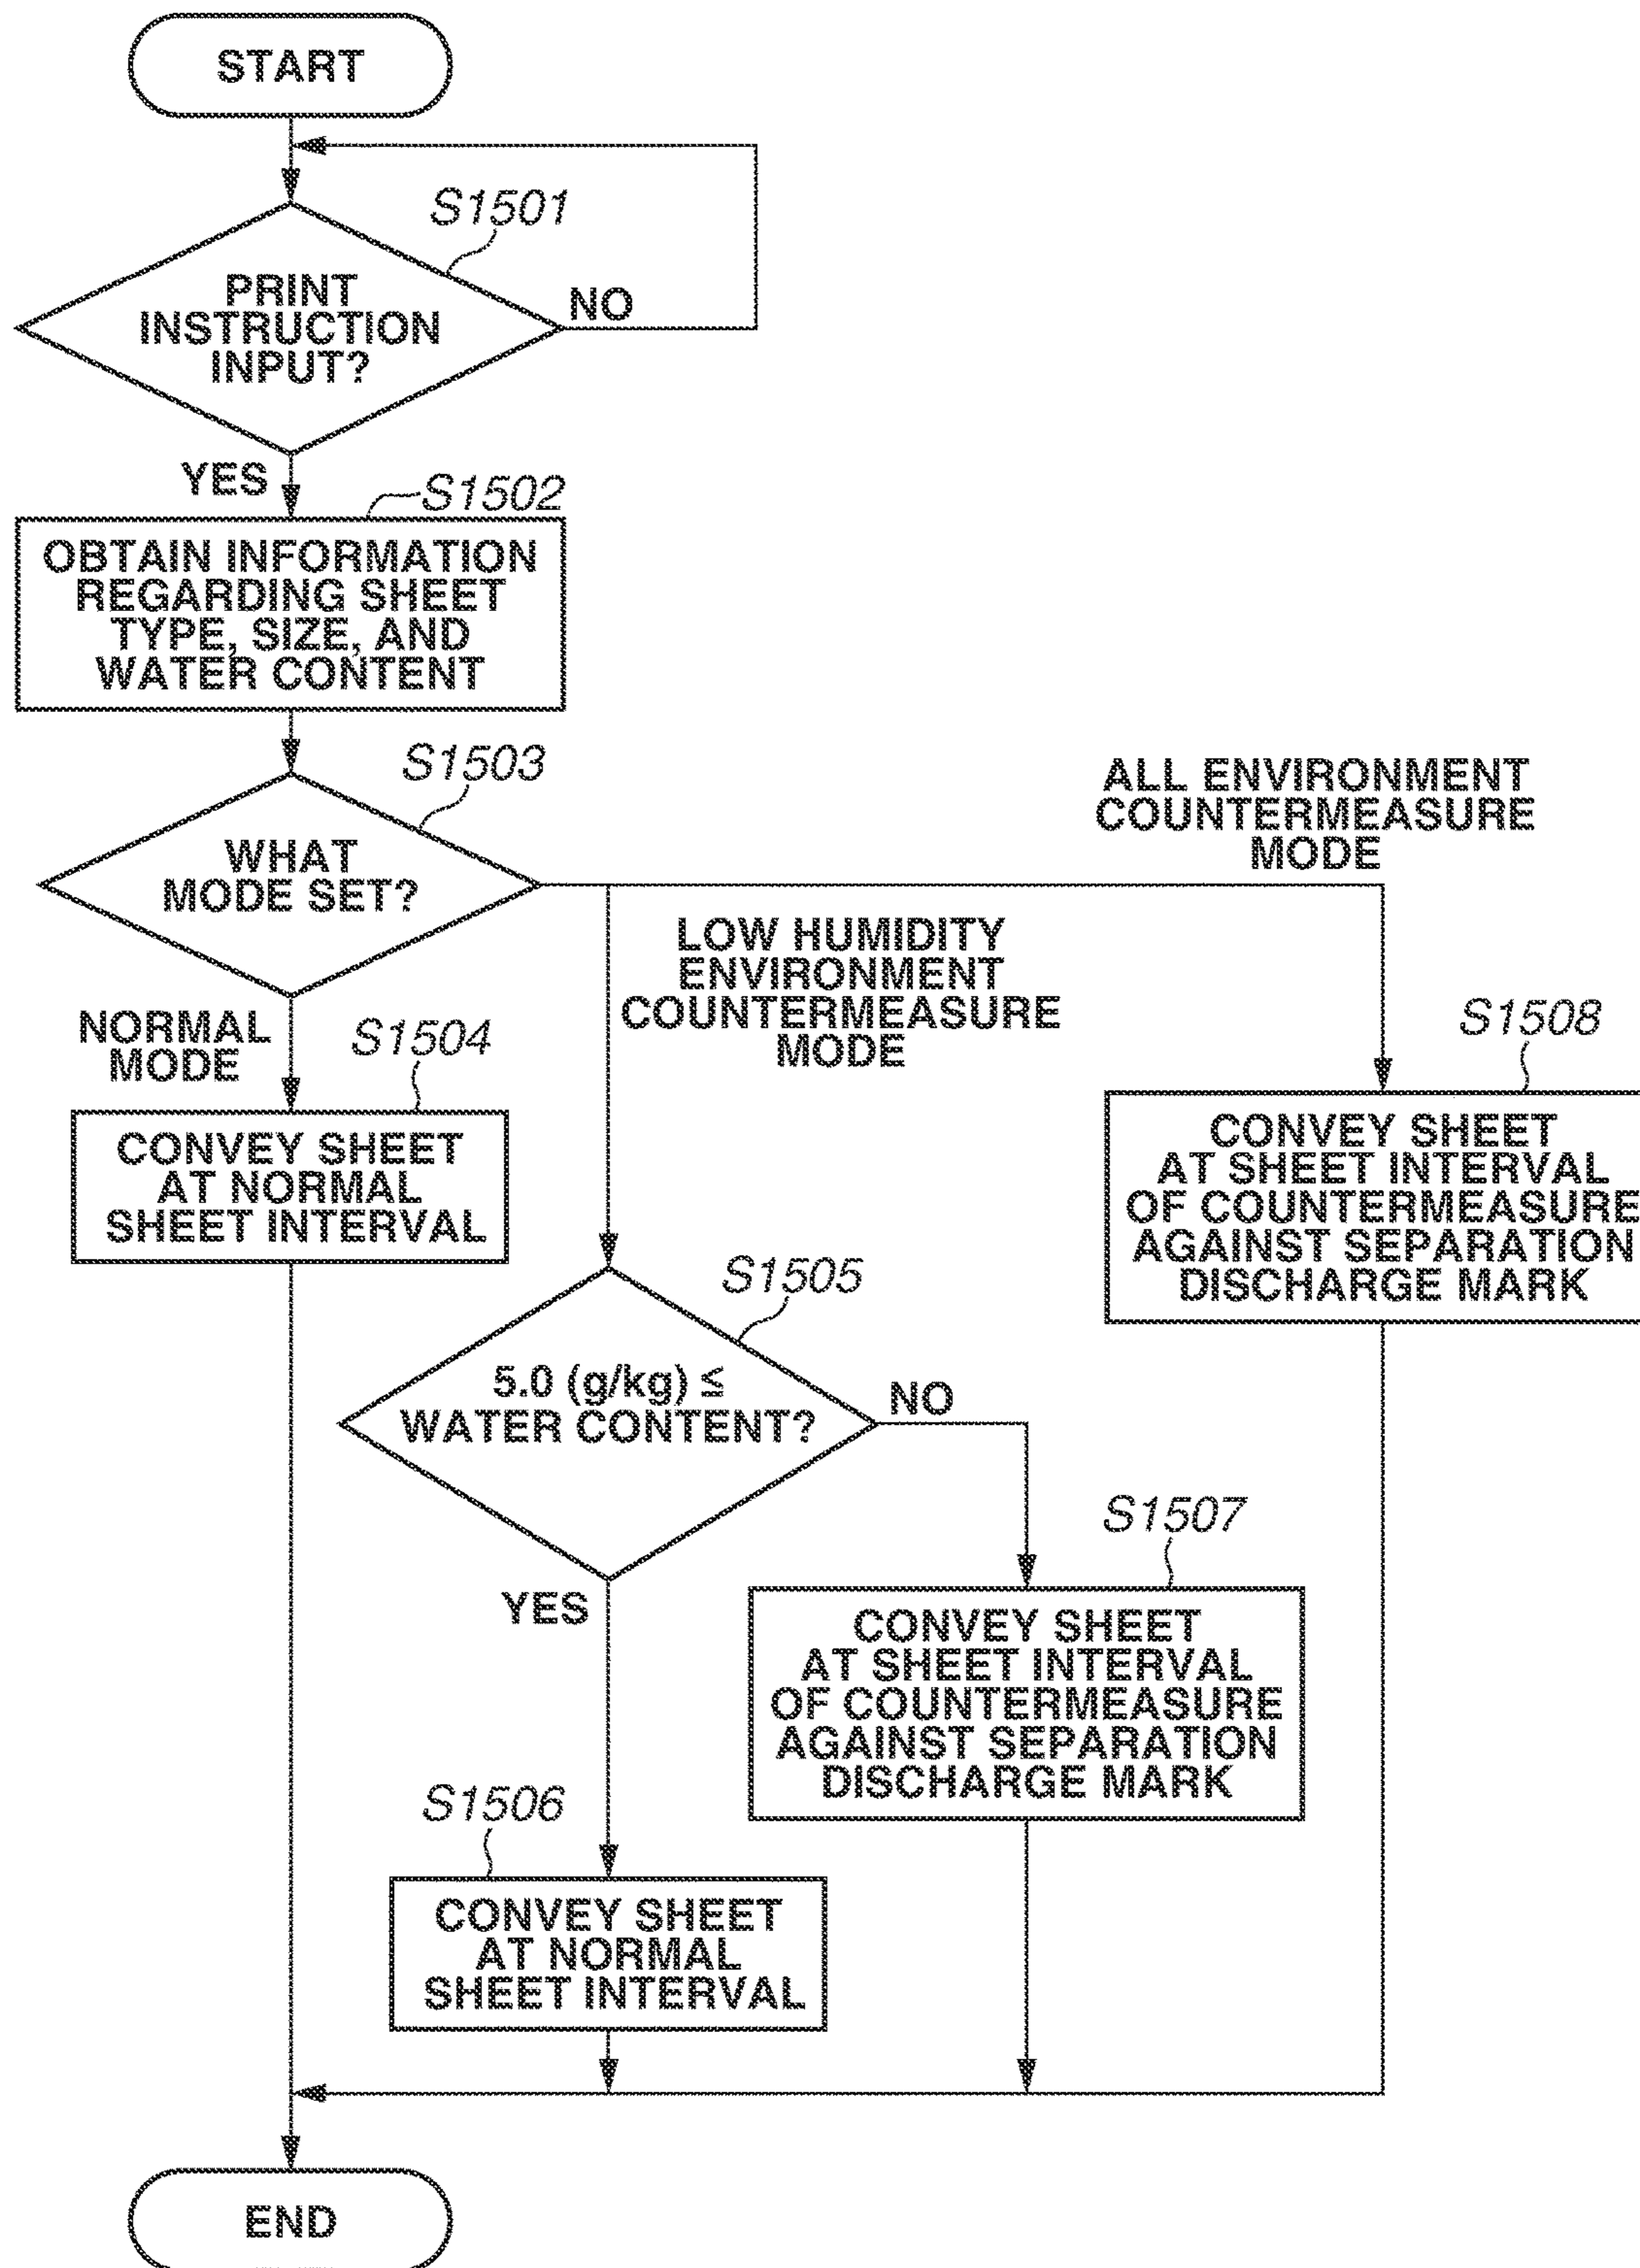 START
S1501
PRINT
INSTRUCTION
INPUT?
NO
YES
S1502
OBTAIN INFORMATION
REGARDING SHEET
TYPE, SIZE, AND
WATER CONTENT
S1503
WHAT
MODE SET?
ALL ENVIRONMENT
COUNTERMEASURE
MODE
LOW HUMIDITY
ENVIRONMENT
COUNTERMEASURE
MODE
NORMAL
MODE
S1504
CONVEY SHEET
AT NORMAL
SHEET INTERVAL
S1508
CONVEY SHEET
AT SHEET INTERVAL
OF COUNTERMEASURE
AGAINST SEPARATION
DISCHARGE MARK
S1505
5.0 (g/kg) ≤
WATER CONTENT?
NO
YES
S1507
CONVEY SHEET
AT SHEET INTERVAL
OF COUNTERMEASURE
AGAINST SEPARATION
DISCHARGE MARK
S1506
CONVEY SHEET
AT NORMAL
SHEET INTERVAL
END